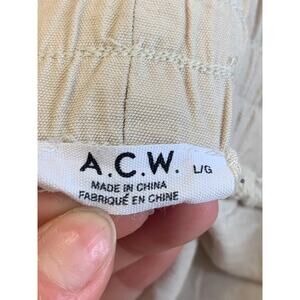 A.C.W. L/G
MADE IN CHINA
FABRIQUÉ EN CHINE